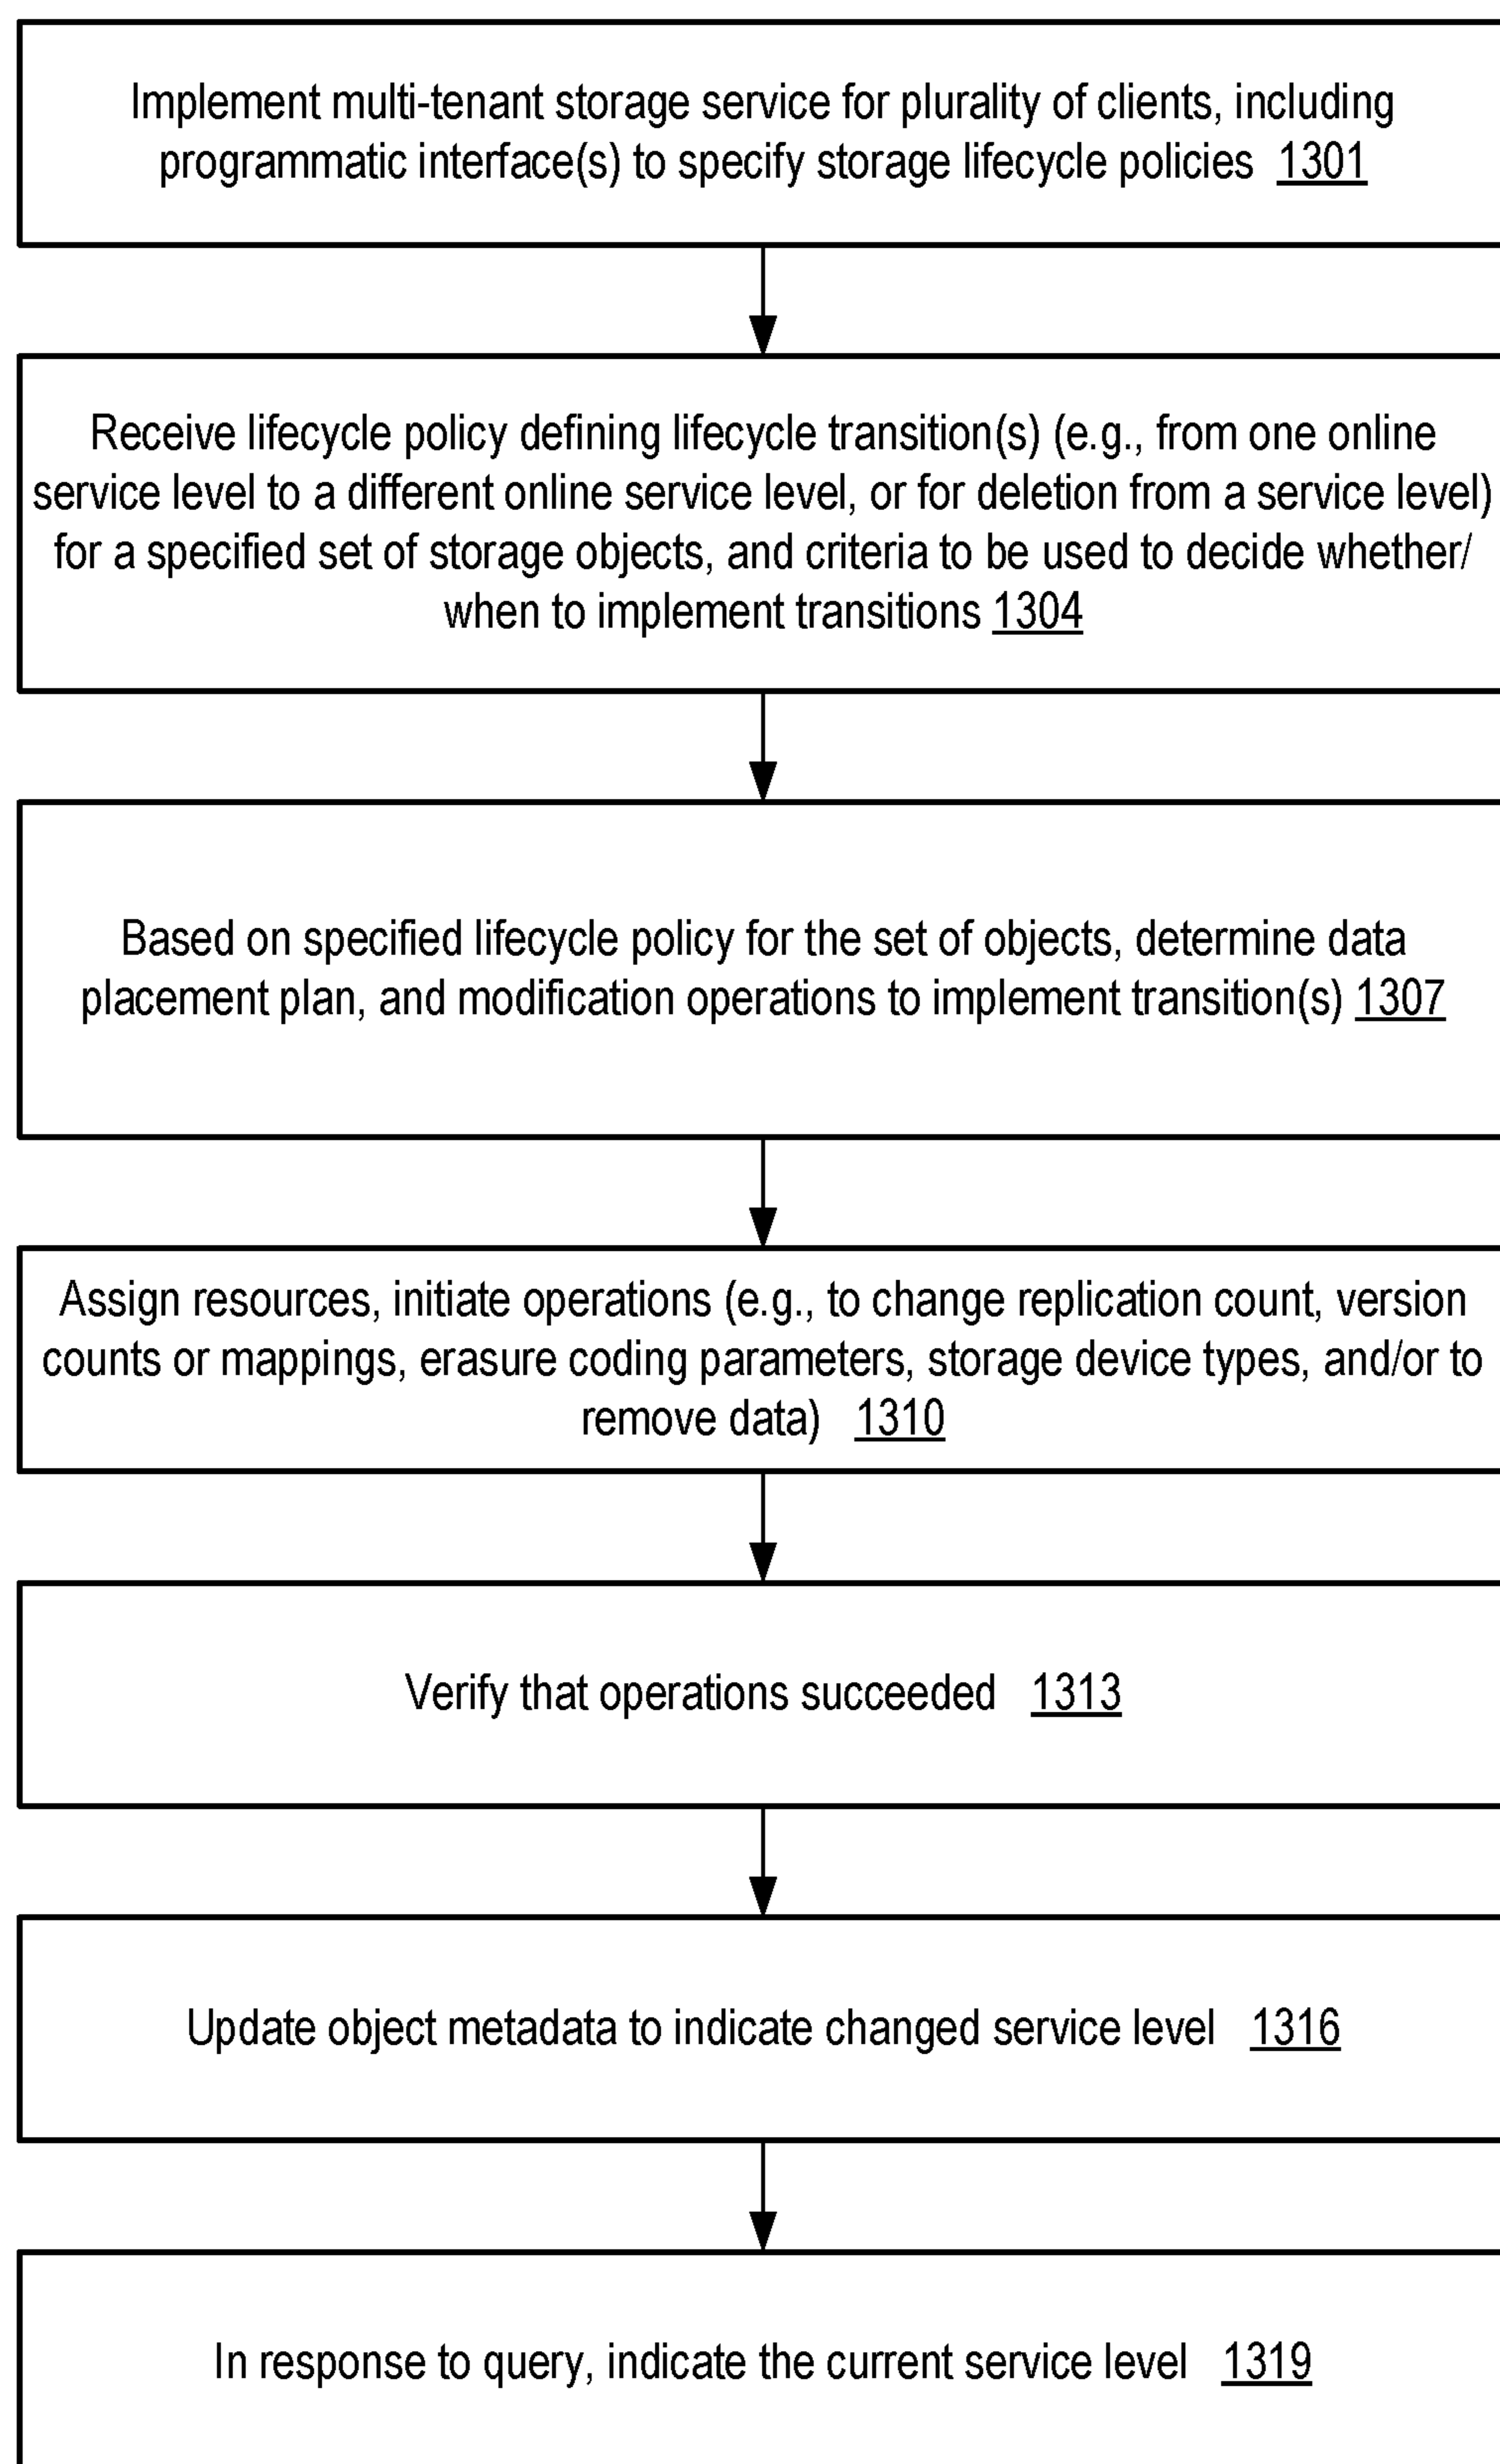 Implement multi-tenant storage service for plurality of clients, including
programmatic interface(s) to specify storage lifecycle policies 1301
Receive lifecycle policy defining lifecycle transition(s) (e.g., from one online
service level to a different online service level, or for deletion from a service level)
for a specified set of storage objects, and criteria to be used to decide whether/
when to implement transitions 1304
Based on specified lifecycle policy for the set of objects, determine data
placement plan, and modification operations to implement transition(s) 1307
Assign resources, initiate operations (e.g., to change replication count, version
counts or mappings, erasure coding parameters, storage device types, and/or to
remove data) 1310
Verify that operations succeeded 1313
Update object metadata to indicate changed service level 1316
In response to query, indicate the current service level 1319